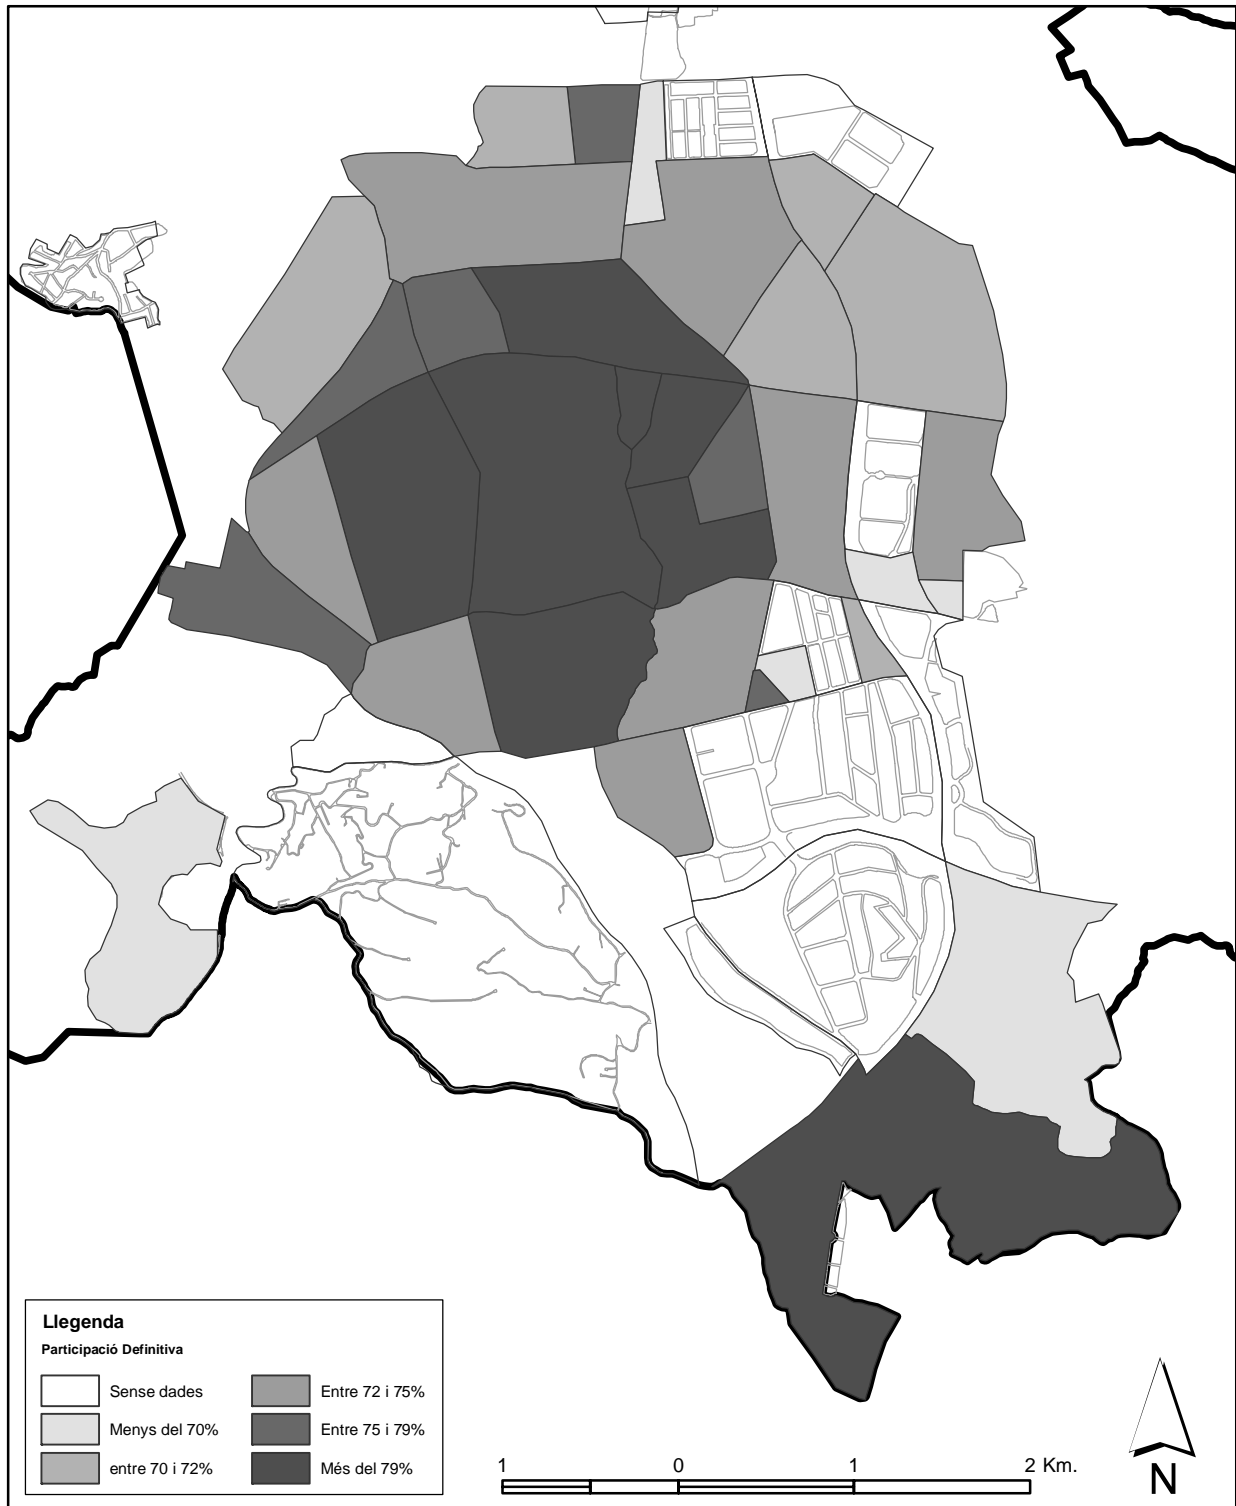 Llegenda
Participació Definitiva
Sense dades
Menys del 70%
entre 70 i 72%
Entre 72 i 75%
Entre 75 i 79%
Més del 79%
1 0 1 2 Km.
N